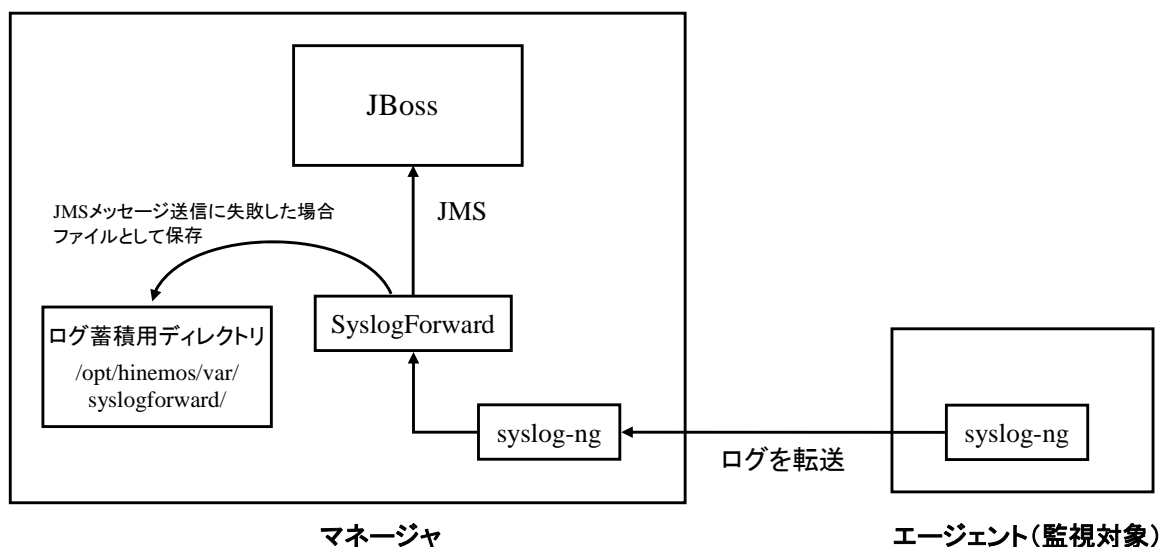 JBoss
JMSメッセージ送信に失敗した場合
ファイルとして保存
JMS
ログ蓄積用ディレクトリ
/opt/hinemos/var/
syslogforward/
SyslogForward
syslog-ng
ログを転送
syslog-ng
マネージャ
エージェント(監視対象)